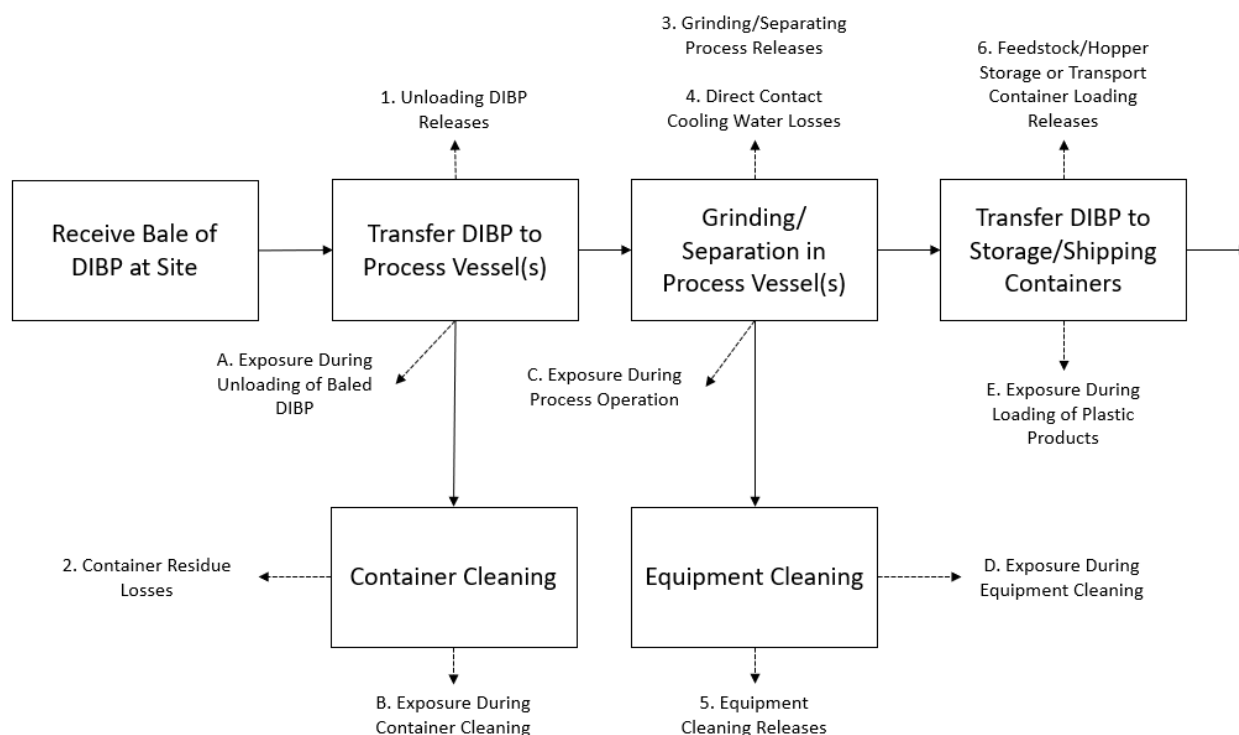 3. Grinding/Separating
Process Releases
6. Feedstock/Hopper
Storage or Transport
Container Loading
Releases
1. Unloading DIBP
Releases
4. Direct Contact
Cooling Water Losses
Receive Bale of
DIBP at Site
Transfer DIBP to
Process Vessel(s)
Grinding/
Separation in
Process Vessel(s)
Transfer DIBP to
Storage/Shipping
Containers
A. Exposure During
Unloading of Baled
DIBP
C. Exposure During
Process Operation
E. Exposure During
Loading of Plastic
Products
2. Container Residue
Losses
Container Cleaning
Equipment Cleaning
D. Exposure During
Equipment Cleaning
B. Exposure During
Container Cleaning
5. Equipment
Cleaning Releases